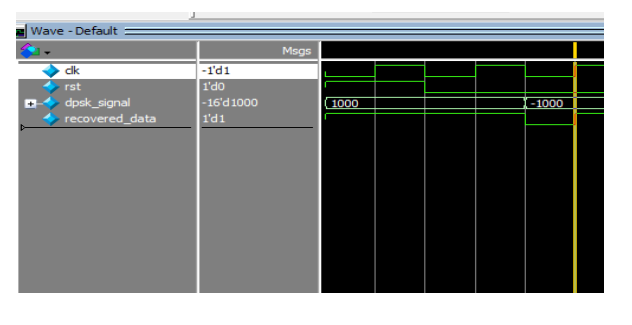 Wave - Default
Msgs
clk -1'd1
rst 1'd0
dpsk_signal -16'd1000 1000 -1000
recovered_data 1'd1